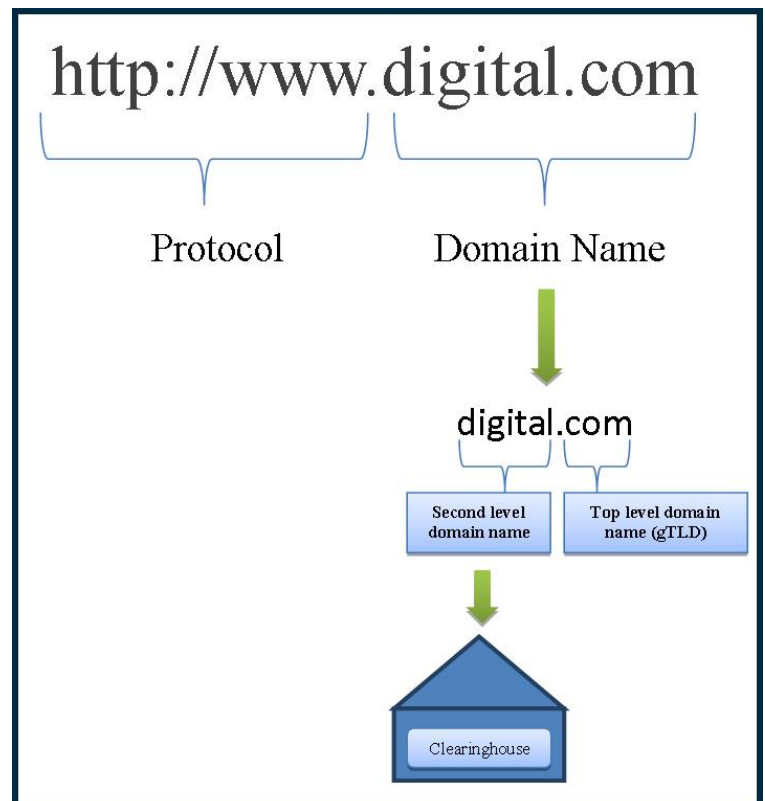 http://www.digital.com
Protocol
Domain Name
digital.com
Second level
domain name
Top level domain
name (gTLD)
Clearinghouse